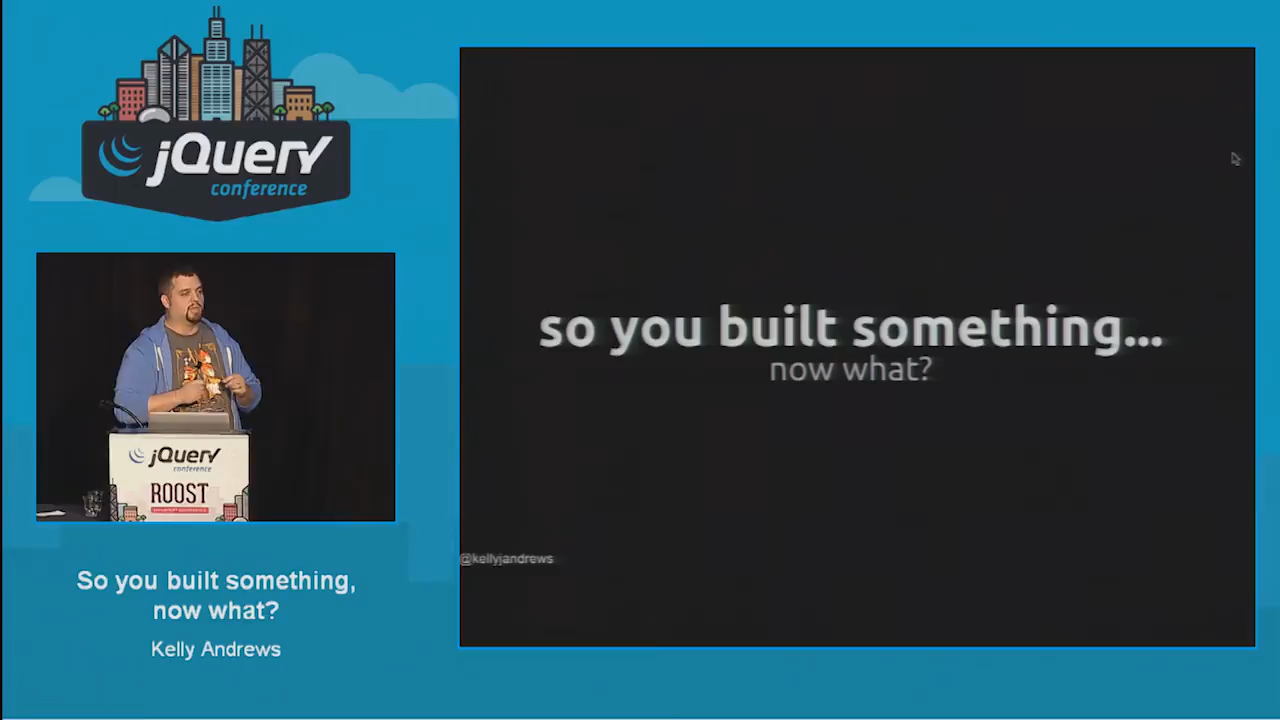 jQuery
conference
jQuery
conference
ROOST
So you built something,
now what?
Kelly Andrews
so you built something...
now what?
@kellyjandrews